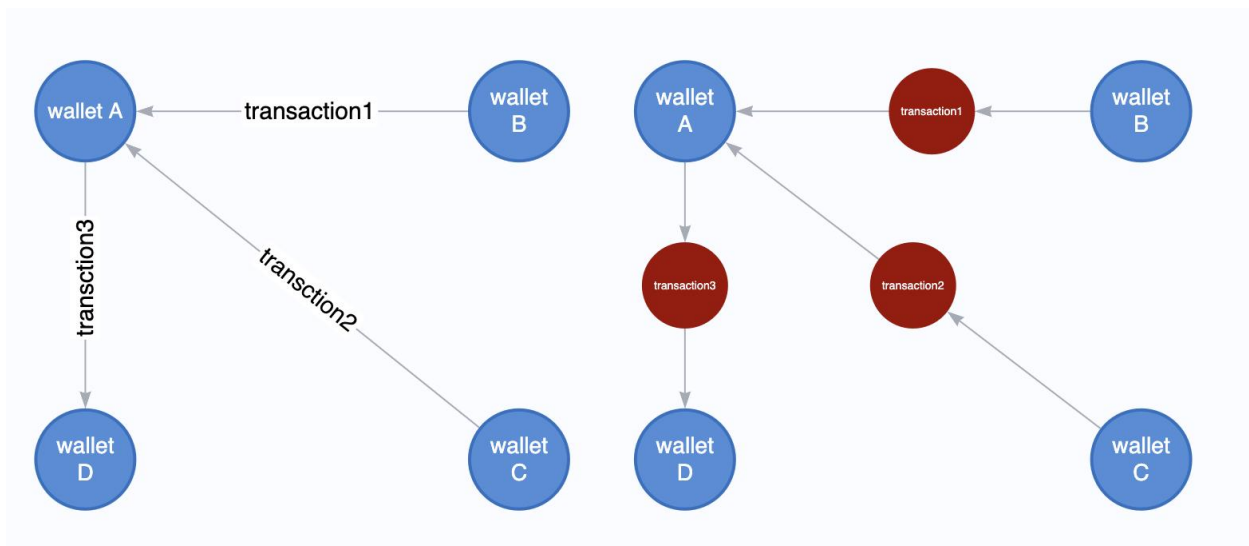 wallet A
transaction1
wallet
B
transction3
transction2
wallet
D
wallet
C
wallet
A
transaction1
wallet
B
transaction3
transaction2
wallet
D
wallet
C